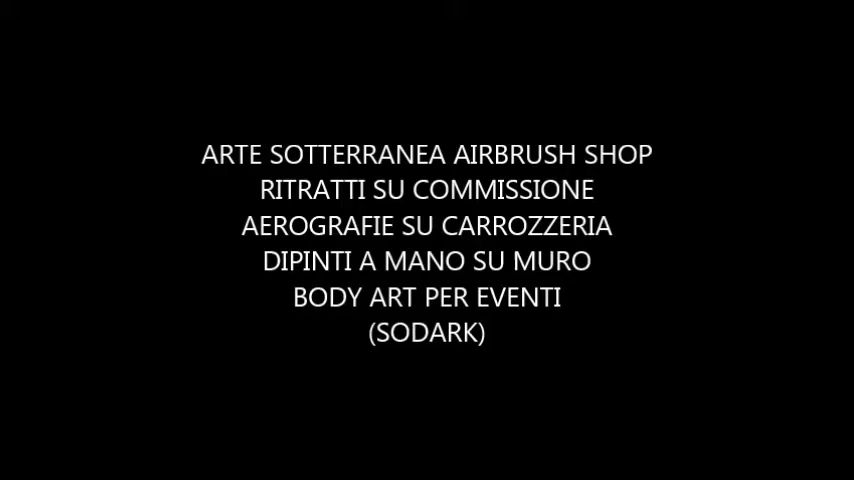 ARTE SOTTERRANEA AIRBRUSH SHOP
RITRATTI SU COMMISSIONE
AEROGRAFIE SU CARROZZERIA
DIPINTI A MANO SU MURO
BODY ART PER EVENTI
(SODARK)